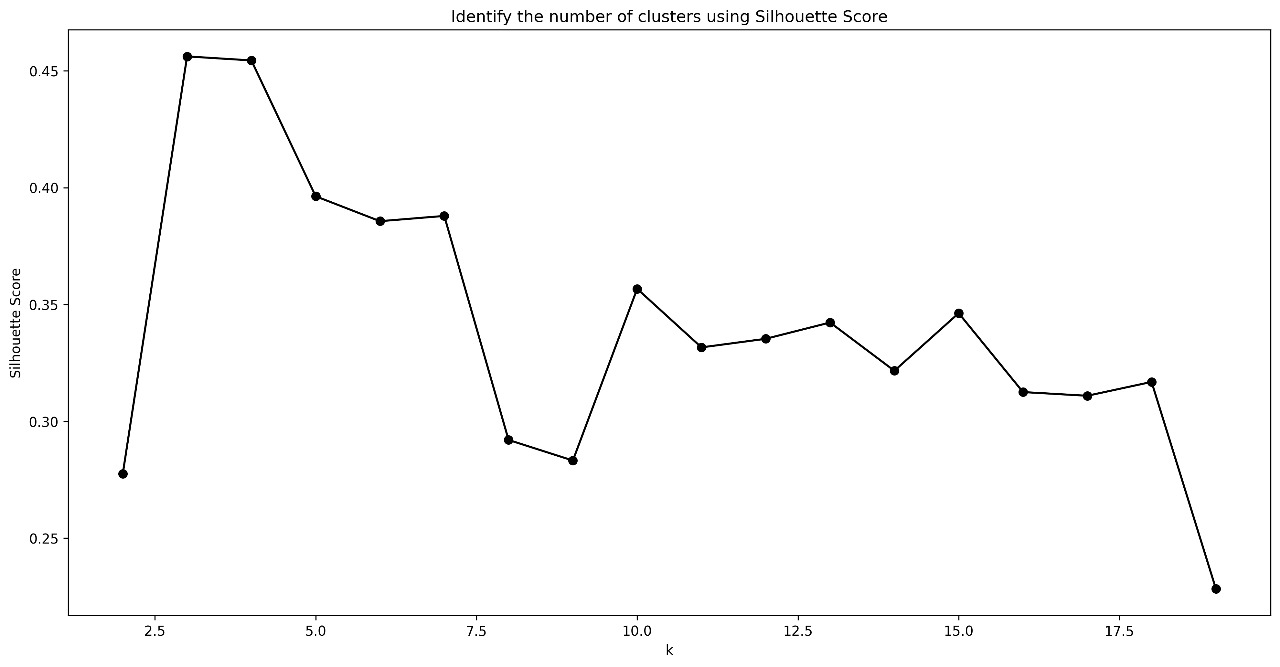 Identify the number of clusters using Silhouette Score
0.45
0.40
0.35
0.30
0.25
Silhouette Score
2.5 5.0 7.5 10.0 12.5 15.0 17.5
k